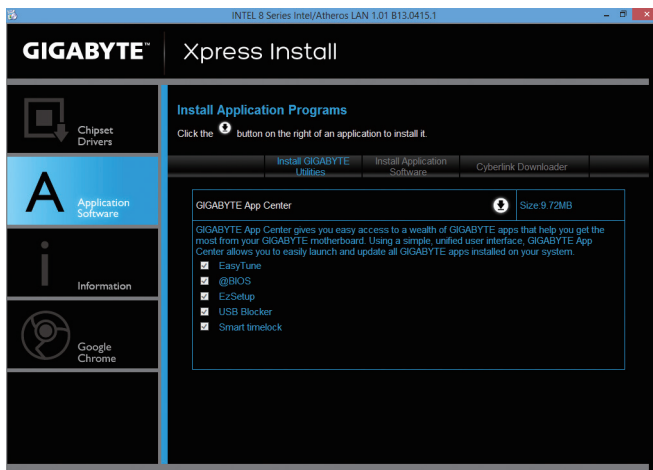 INTEL 8 Series Intel/Atheros LAN 1.01 B13.0415.1
GIGABYTE™
Xpress Install
Chipset
Drivers
Application
Software
Information
Google
Chrome
Install Application Programs
Click the button on the right of an application to install it.
Install GIGABYTE
Utilities
Install Application
Software
Cyberlink Downloader
GIGABYTE App Center
Size:9.72MB
GIGABYTE App Center gives you easy access to a wealth of GIGABYTE apps that help you get the
most from your GIGABYTE motherboard. Using a simple, unified user interface, GIGABYTE App
Center allows you to easily launch and update all GIGABYTE apps installed on your system.
EasyTune
@BIOS
EzSetup
USB Blocker
Smart timelock